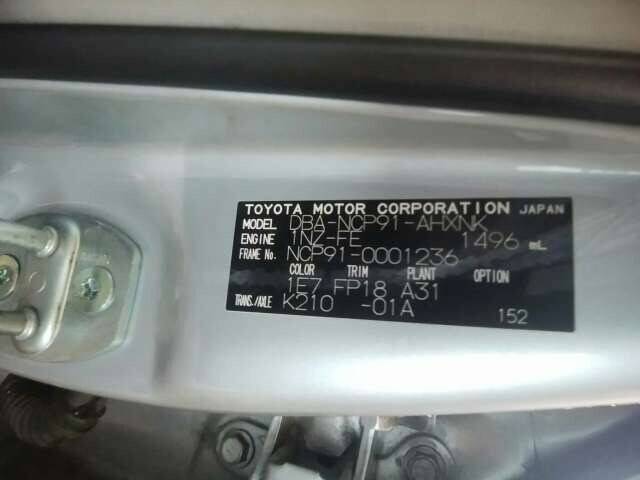 TOYOTA MOTOR CORPORATION JAPAN
MODEL DBA-NCP91-AHXNK
ENGINE 1NZ-FE 1496 mL
FRAME No. NCP91-0001236
COLOR TRIM PLANT OPTION
1E7 FP18 A31
TRANS./AXLE K210 -01A
152